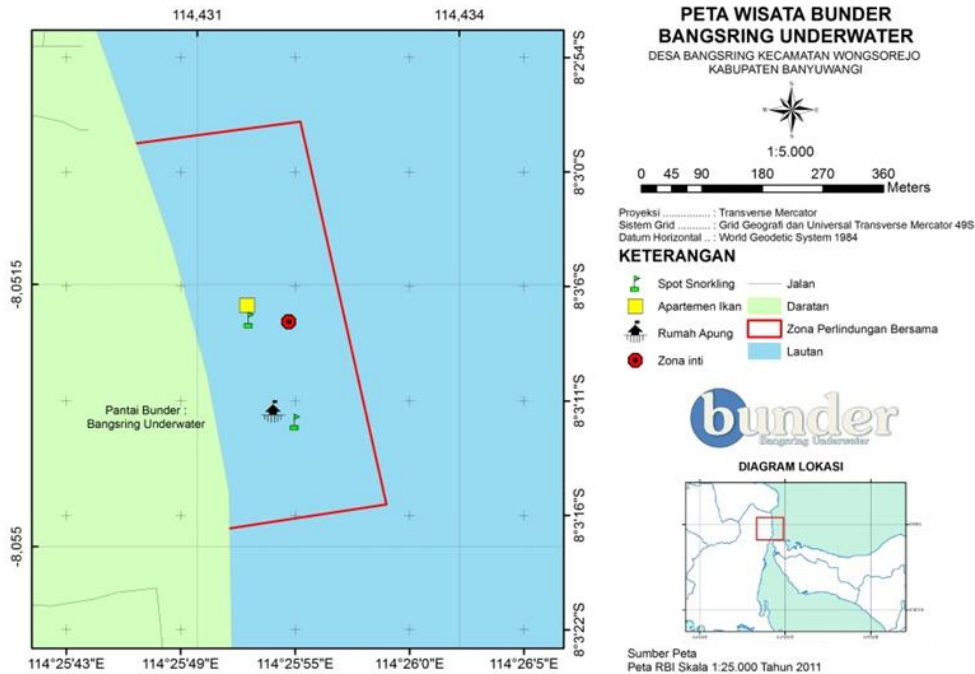 114,431
114,434
8°2'54"S
8°3'0"S
8°3'6"S
8°3'11"S
8°3'16"S
8°3'22"S
-8,0515
-8,055
Pantai Bunder :
Bangsring Underwater
114°25'43"E
114°25'49"E
114°25'55"E
114°26'0"E
114°26'5"E
PETA WISATA BUNDER
BANGSRING UNDERWATER
DESA BANGSRING KECAMATAN WONGSOREJO
KABUPATEN BANYUWANGI
N
1:5.000
0 45 90 180 270 360
Meters
Proyeksi ................ : Transverse Mercator
Sistem Grid .......... : Grid Geografi dan Universal Transverse Mercator 49S
Datum Horizontal .. : World Geodetic System 1984
KETERANGAN
Spot Snorkling
Jalan
Apartemen Ikan
Daratan
Rumah Apung
Zona Perlindungan Bersama
Zona inti
Lautan
bunder
Bangsring Underwater
DIAGRAM LOKASI
Sumber Peta
Peta RBI Skala 1:25.000 Tahun 2011